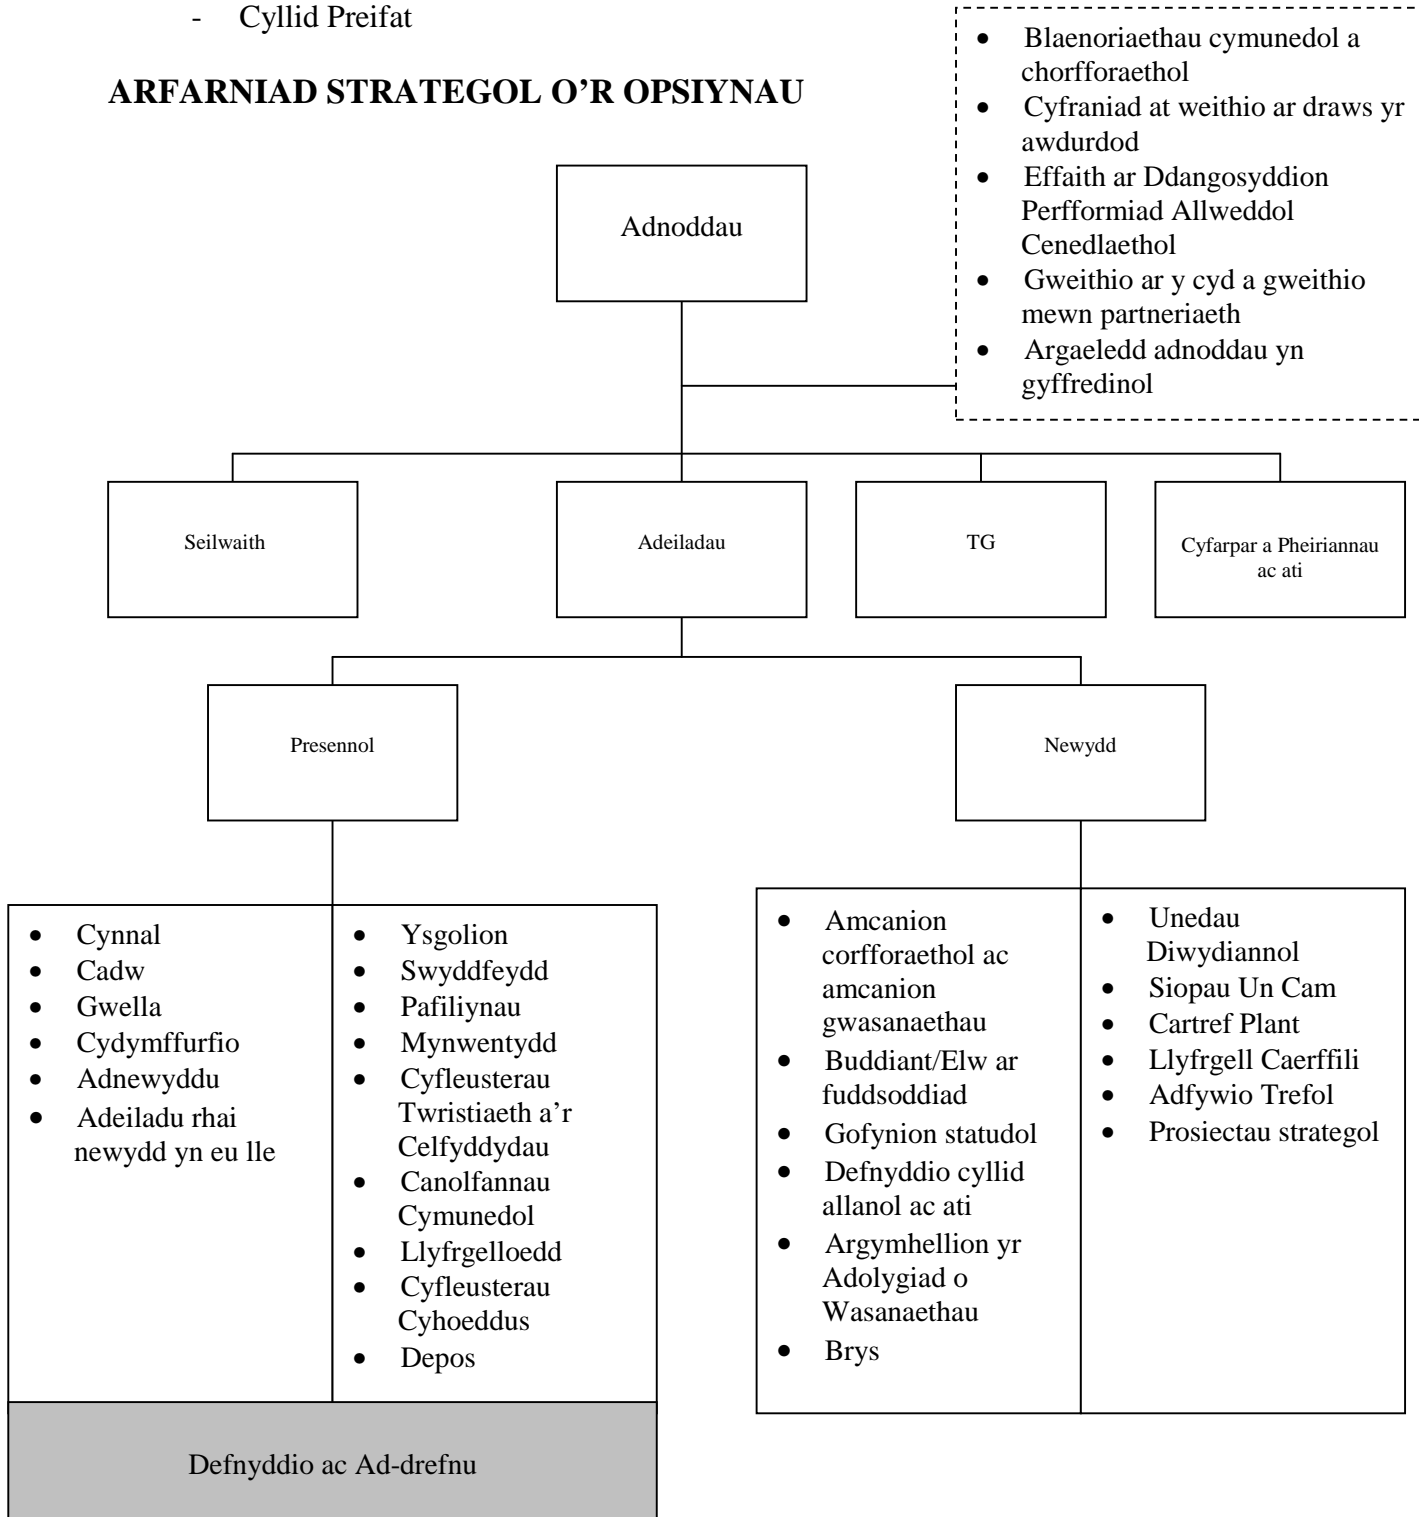 - Cyllid Preifat
ARFARNIAD STRATEGOL O’R OPSIYNAU
• Blaenoriaethau cymunedol a
chorfforaethol
• Cyfraniad at weithio ar draws yr
awdurdod
• Effaith ar Ddangosyddion
Perfformiad Allweddol
Cenedlaethol
• Gweithio ar y cyd a gweithio
mewn partneriaeth
• Argaeledd adnoddau yn
gyffredinol
Adnoddau
Seilwaith
Adeiladau
TG
Cyfarpar a Pheiriannau
ac ati
Presennol
Newydd
• Cynnal
• Cadw
• Gwella
• Cydymffurfio
• Adnewyddu
• Adeiladu rhai
newydd yn eu lle
• Ysgolion
• Swyddfeydd
• Pafiliynau
• Mynwentydd
• Cyfleusterau
Twristiaeth a’r
Celfyddydau
• Canolfannau
Cymunedol
• Llyfrgelloedd
• Cyfleusterau
Cyhoeddus
• Depos
Defnyddio ac Ad-drefnu
• Amcanion
corfforaethol ac
amcanion
gwasanaethau
• Buddiant/Elw ar
fuddsoddiad
• Gofynion statudol
• Defnyddio cyllid
allanol ac ati
• Argymhellion yr
Adolygiad o
Wasanaethau
• Brys
• Unedau
Diwydiannol
• Siopau Un Cam
• Cartref Plant
• Llyfrgell Caerffili
• Adfywio Trefol
• Prosiectau strategol